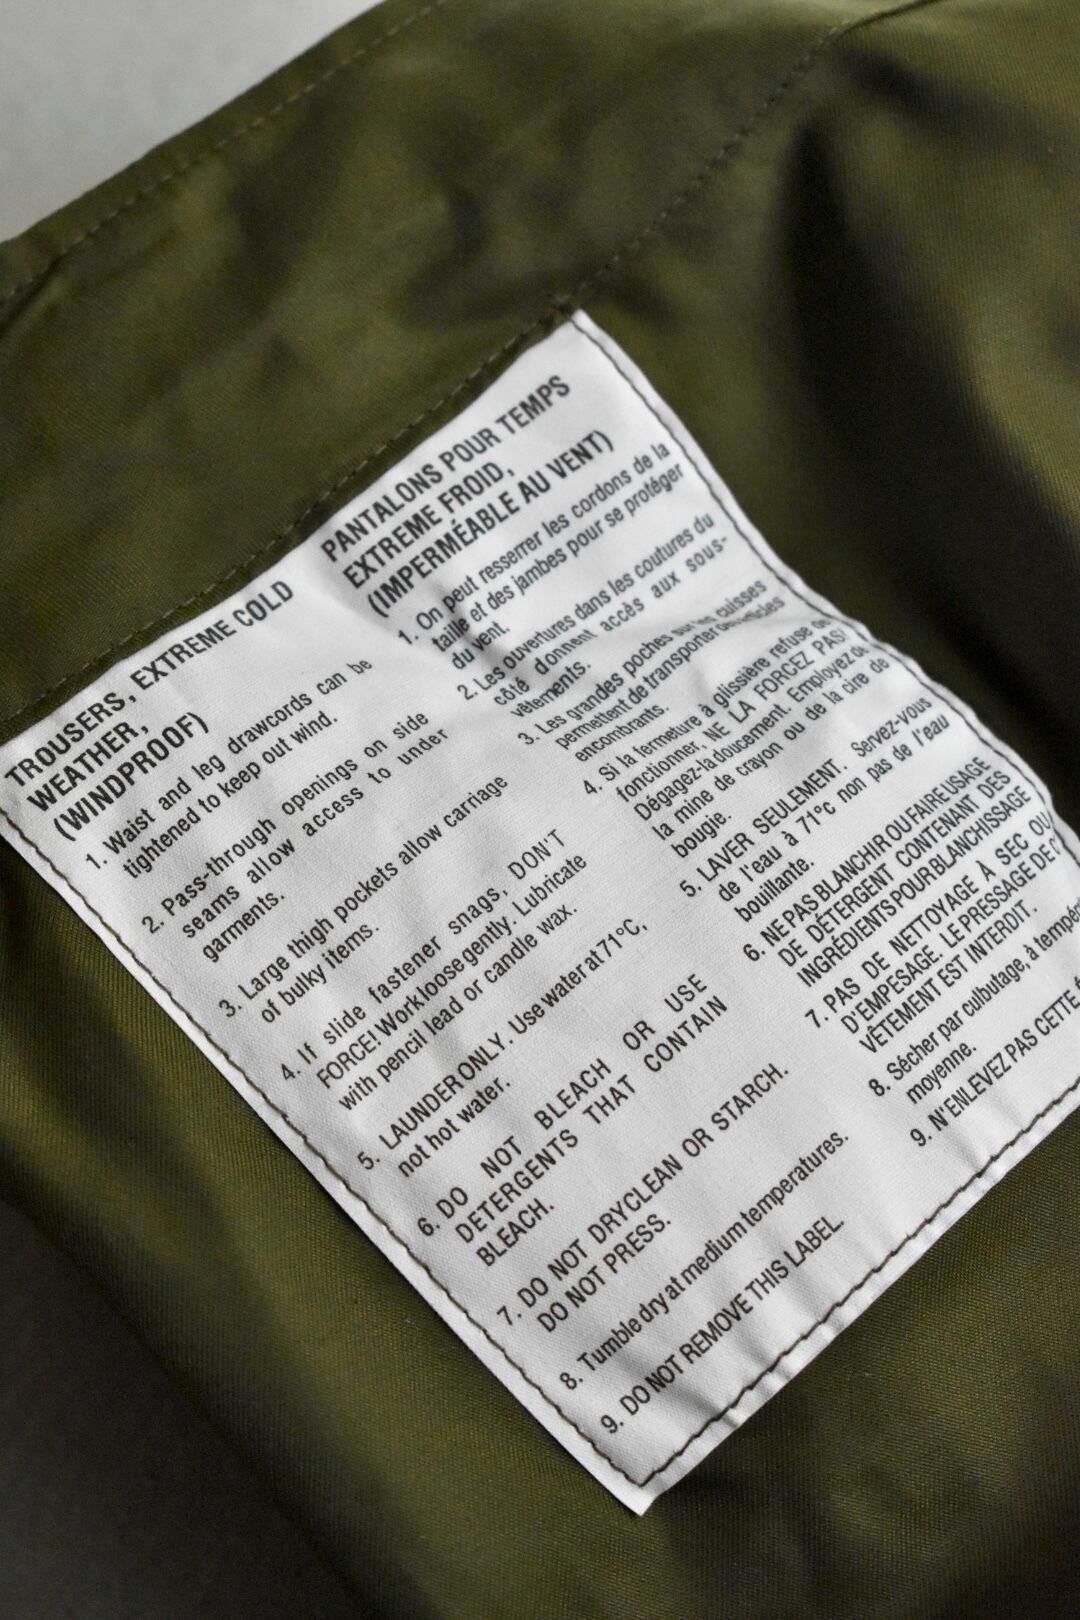 TROUSERS, EXTREME COLD
WEATHER,
(WINDPROOF)
1. Waist and leg drawcords can be
tightened to keep out wind.
2. Pass-through openings on side
seams allow access to under
garments.
3. Large thigh pockets allow carriage
of bulky items.
4. If slide fastener snags, DON'T
FORCE! Work loose gently. Lubricate
with pencil lead or candle wax.
5. LAUNDER ONLY. Use water at 71°C,
not hot water.
6. DO NOT BLEACH OR USE
DETERGENTS THAT CONTAIN
BLEACH.
7. DO NOT DRYCLEAN OR STARCH.
DO NOT PRESS.
8. Tumble dry at medium temperatures.
9. DO NOT REMOVE THIS LABEL.
PANTALONS POUR TEMPS
EXTREME FROID,
(IMPERMÉABLE AU VENT)
1. On peut resserrer les cordons de la
taille et des jambes pour se protéger
du vent.
2. Les ouvertures dans les coutures du
côté donnent accès aux sous-
vêtements.
3. Les grandes poches sur les cuisses
permettent de transporter des articles
encombrants.
4. Si la fermeture à glissière refuse de
fonctionner, NE LA FORCEZ PAS!
Dégagez-la doucement. Employez de
la mine de crayon ou de la cire de
bougie.
5. LAVER SEULEMENT. Servez-vous
de l'eau à 71°c non pas de l'eau
bouillante.
6. NE PAS BLANCHIR OU FAIRE USAGE
DE DÉTERGENT CONTENANT DES
INGRÉDIENTS POUR BLANCHISSAGE
7. PAS DE NETTOYAGE À SEC OU
D'EMPESAGE. LE PRESSAGE DE
VÊTEMENT EST INTERDIT.
8. Sécher par culbutage, à
moyenne.
9. N'ENLEVEZ PAS CETTE